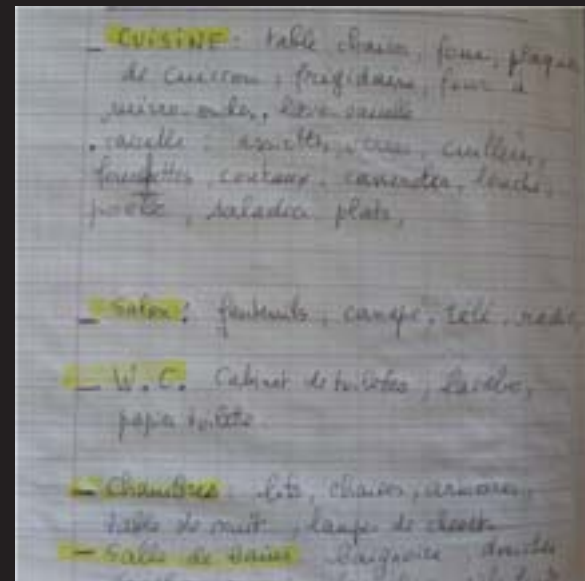 - CUISINE: table chaises, four, plaques
de cuisson, frigidaire, four à
micro-ondes, lave-vaisselle
. vaisselle: assiettes, verres, cuillères,
fourchettes, couteaux, louche,
poêle, saladier plats,
- Salon: fauteuils, canapé, télé, radio,
- W.C. Cabinet de toilettes, lavabo,
papier toilette.
- Chambres: lits, chaises, armoires,
table de nuit, lampe de chevet
- Salle de bains baignoire, douche